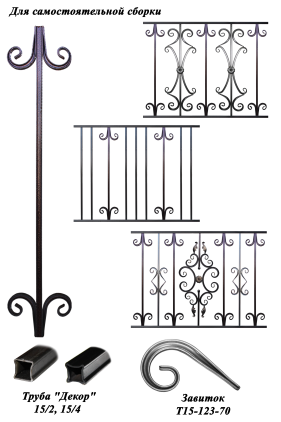 Для самостоятельной сборки
Труба "Декор"
15/2, 15/4
Завиток
Т15-123-70